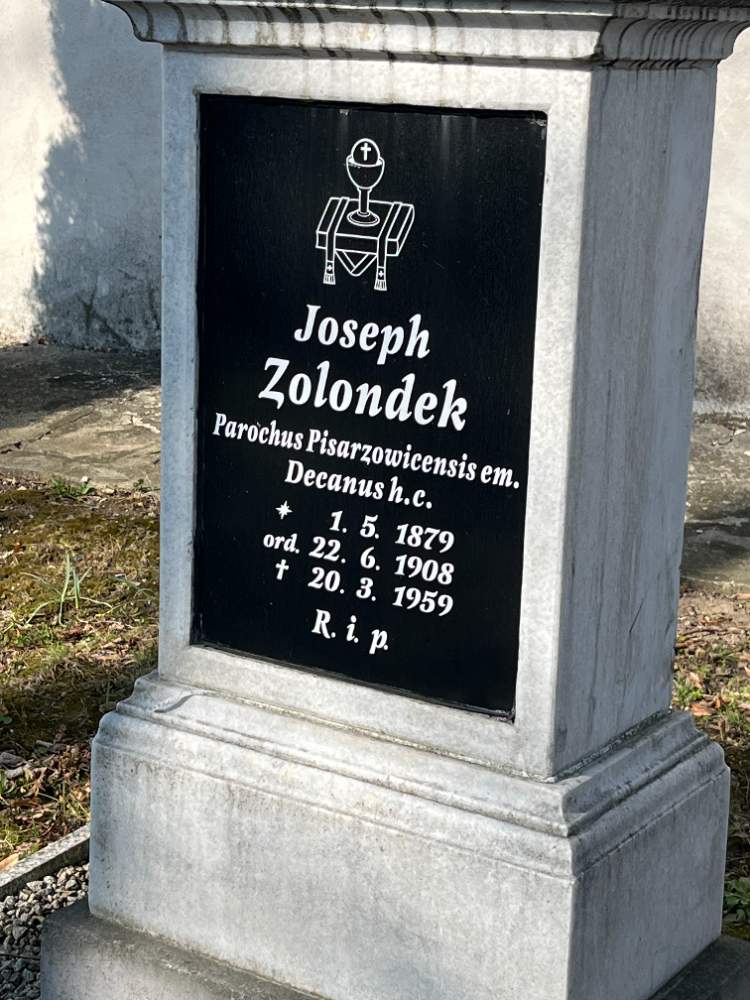 Joseph
Zolondek
Parochus Pisarzowicensis em.
Decanus h.c.
* 1. 5. 1879
ord. 22. 6. 1908
† 20. 3. 1959
R. i. p.